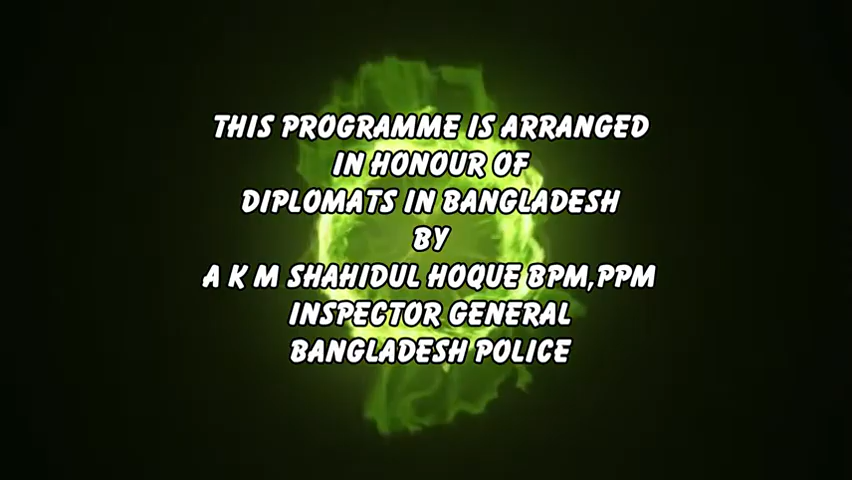 THIS PROGRAMME IS ARRANGED
IN HONOUR OF
DIPLOMATS IN BANGLADESH
BY
A K M SHAHIDUL HOQUE BPM,PPM
INSPECTOR GENERAL
BANGLADESH POLICE